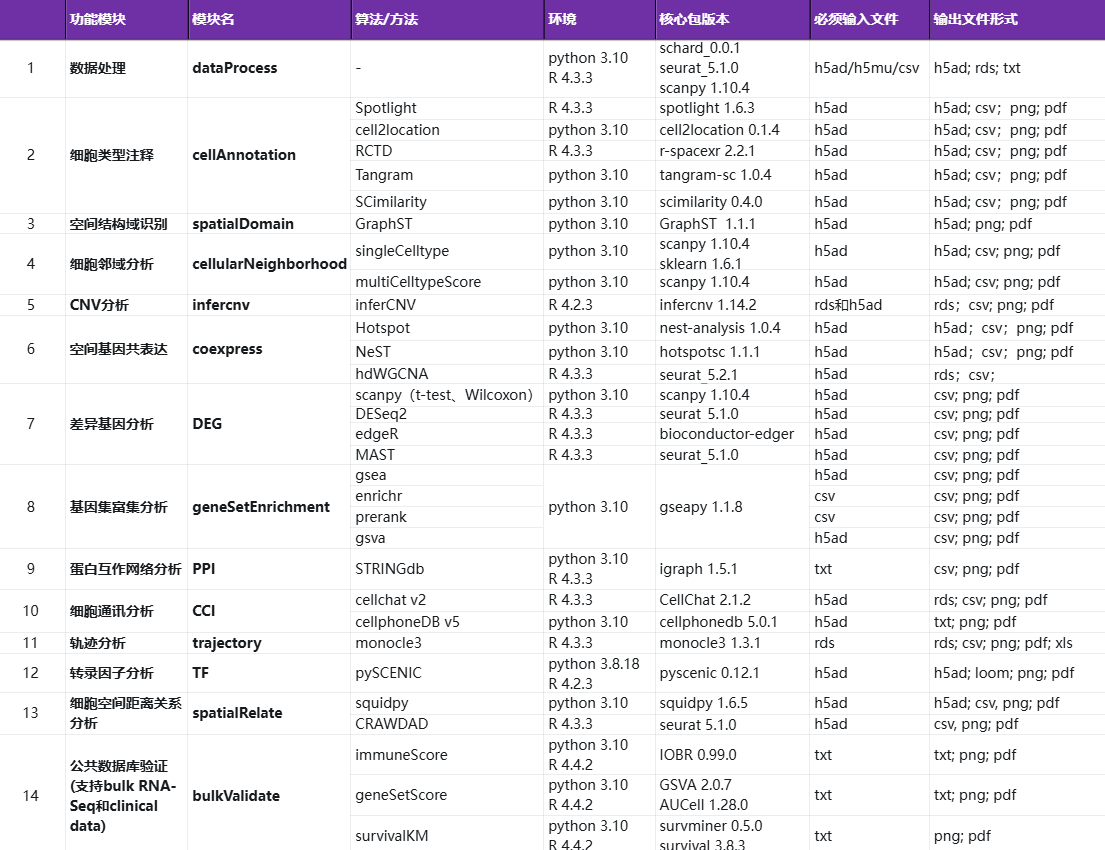 功能模块 模块名 算法/方法 环境 核心包版本 必须输入文件 输出文件形式
1 数据处理 dataProcess - python 3.10 R 4.3.3 schard_0.0.1 seurat_5.1.0 scanpy 1.10.4 h5ad/h5mu/csv h5ad; rds; txt
2 细胞类型注释 cellAnnotation Spotlight R 4.3.3 spotlight 1.6.3 h5ad h5ad; csv；png; pdf
cell2location python 3.10 cell2location 0.1.4 h5ad h5ad; csv；png; pdf
RCTD R 4.3.3 r-spacexr 2.2.1 h5ad h5ad; csv；png; pdf
Tangram python 3.10 tangram-sc 1.0.4 h5ad h5ad; csv；png; pdf
SCimilarity python 3.10 scimilarity 0.4.0 h5ad h5ad; csv；png; pdf
3 空间结构域识别 spatialDomain GraphST python 3.10 GraphST 1.1.1 h5ad h5ad; png; pdf
4 细胞邻域分析 cellularNeighborhood singleCelltype python 3.10 scanpy 1.10.4 sklearn 1.6.1 h5ad h5ad; csv; png; pdf
multiCelltypeScore python 3.10 scanpy 1.10.4 h5ad h5ad; csv; png; pdf
5 CNV分析 infercnv inferCNV R 4.2.3 infercnv 1.14.2 rds和h5ad rds；csv; png; pdf
6 空间基因共表达 coexpress Hotspot python 3.10 nest-analysis 1.0.4 h5ad h5ad；csv；png; pdf
NeST python 3.10 hotspotsc 1.1.1 h5ad h5ad；csv；png; pdf
hdWGCNA R 4.3.3 seurat_5.2.1 h5ad rds；csv；
7 差异基因分析 DEG scanpy（t-test、Wilcoxon） python 3.10 scanpy 1.10.4 h5ad csv; png; pdf
DESeq2 R 4.3.3 seurat 5.1.0 h5ad csv; png; pdf
edgeR R 4.3.3 bioconductor-edger h5ad csv; png; pdf
MAST R 4.3.3 seurat_5.1.0 h5ad csv; png; pdf
8 基因集富集分析 geneSetEnrichment gsea python 3.10 gseapy 1.1.8 h5ad csv; png; pdf
enrichr csv csv; png; pdf
prerank csv csv; png; pdf
gsva h5ad csv; png; pdf
9 蛋白互作网络分析 PPI STRINGdb python 3.10 R 4.3.3 igraph 1.5.1 txt csv; png; pdf
10 细胞通讯分析 CCI cellchat v2 R 4.3.3 CellChat 2.1.2 h5ad rds; csv; png; pdf
cellphoneDB v5 python 3.10 cellphonedb 5.0.1 h5ad txt; png; pdf
11 轨迹分析 trajectory monocle3 R 4.3.3 monocle3 1.3.1 rds rds; csv; png; pdf; xls
12 转录因子分析 TF pySCENIC python 3.8.18 R 4.2.3 pyscenic 0.12.1 h5ad h5ad; loom; png; pdf
13 细胞空间距离关系分析 spatialRelate squidpy python 3.10 squidpy 1.6.5 h5ad h5ad; csv, png; pdf
CRAWDAD R 4.3.3 seurat 5.1.0 h5ad csv, png; pdf
14 公共数据库验证(支持bulk RNA-Seq和clinical data) bulkValidate immuneScore python 3.10 R 4.4.2 IOBR 0.99.0 txt txt; png; pdf
geneSetScore python 3.10 R 4.4.2 GSVA 2.0.7 AUCell 1.28.0 txt txt; png; pdf
survivalKM python 3.10 R 4.4.2 survminer 0.5.0 survival 3.8.3 txt png; pdf